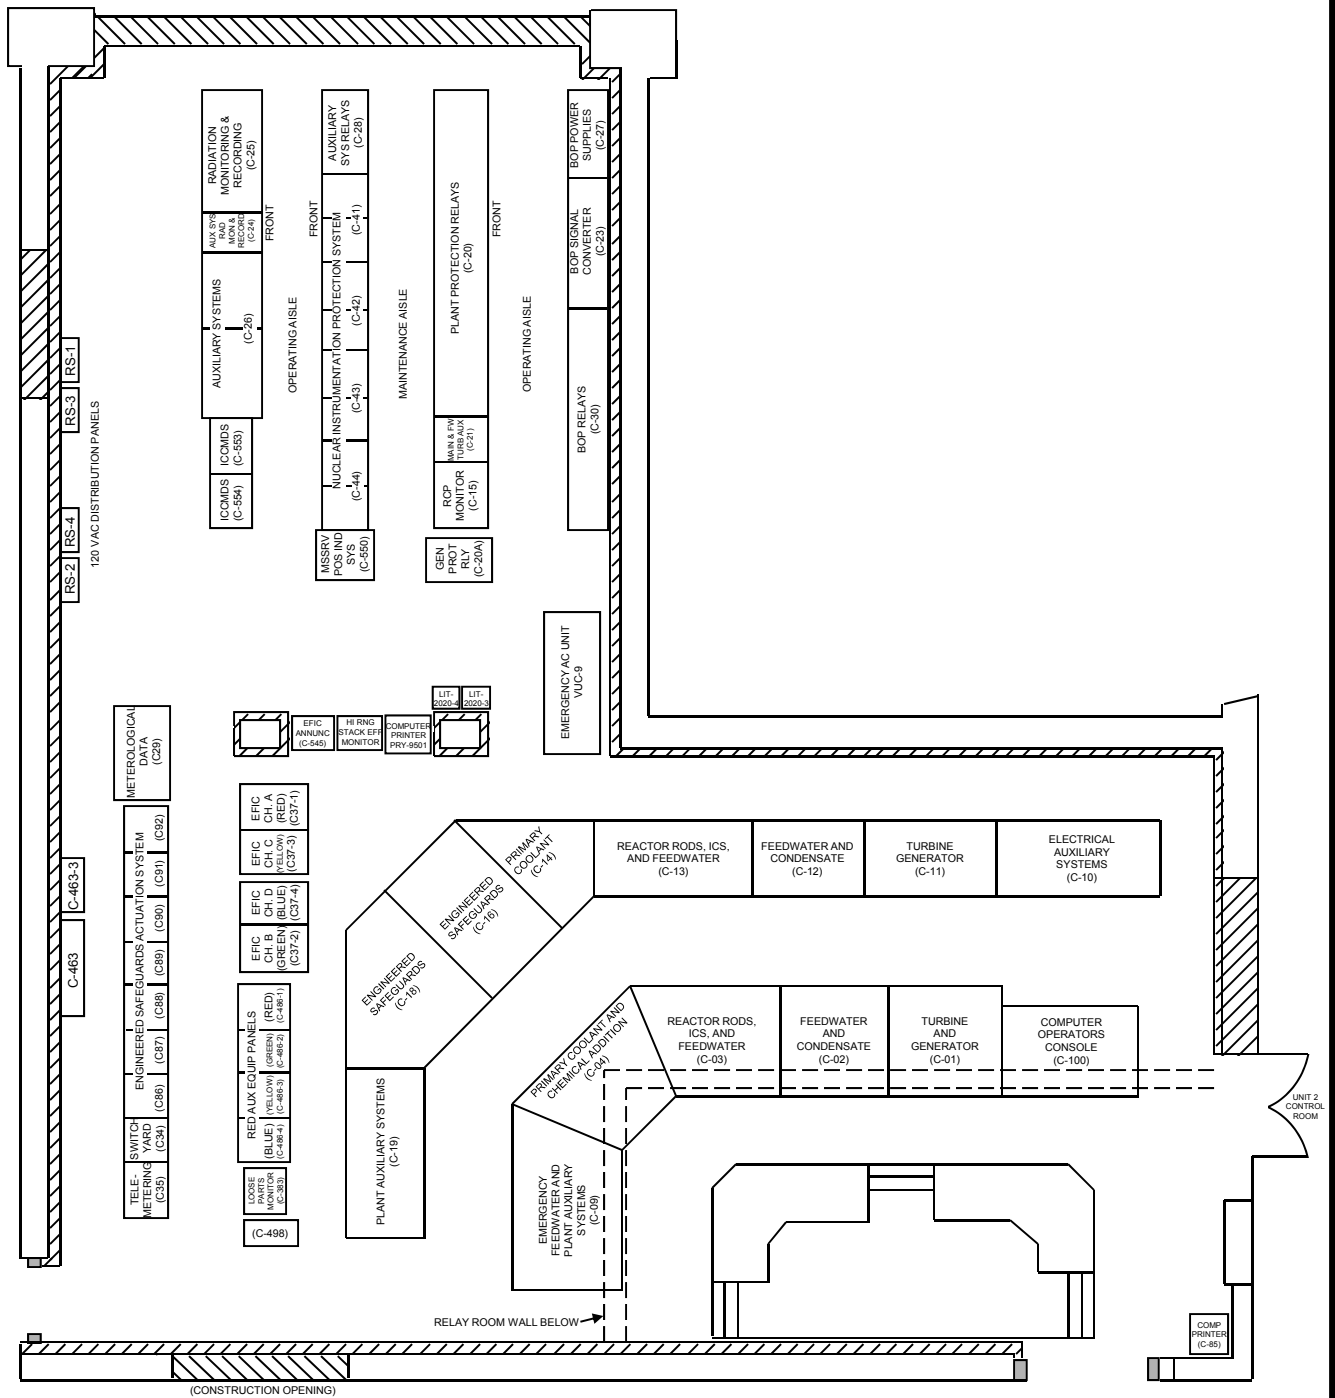 RADIATION
MONITORING &
RECORDING
(C-25)
AUX SYS
RAD
MON &
RECORD
(C-24)
FRONT
AUXILIARY SYSTEMS
(C-26)
ICCMDS
(C-553)
ICCMDS
(C-554)
OPERATING AISLE
FRONT
AUXILIARY
SYS RELAYS
(C-28)
NUCLEAR INSTRUMENTATION PROTECTION SYSTEM
(C-41)
(C-42)
(C-43)
(C-44)
MSSRV
POS IND
SYS
(C-550)
MAINTENANCE AISLE
PLANT PROTECTION RELAYS
(C-20)
FRONT
MAIN & FW
TURB AUX
(C-21)
RCP
MONITOR
(C-15)
GEN
PROT
RLY
(C-20A)
OPERATING AISLE
BOP POWER
SUPPLIES
(C-27)
BOP SIGNAL
CONVERTER
(C-23)
BOP RELAYS
(C-30)
RS-1
RS-3
RS-4
RS-2
120 VAC DISTRIBUTION PANELS
EMERGENCY AC UNIT
VUC-9
LIT-
2020-4
LIT-
2020-3
EFIC
ANNUNC
(C-545)
HI RNG
STACK EFF
MONITOR
COMPUTER
PRINTER
PRY-9501
METEROLOGICAL
DATA
(C29)
ENGINEERED SAFEGUARDS ACTUATION SYSTEM
(C92)
(C91)
(C90)
(C89)
(C88)
(C87)
(C86)
SWITCH
YARD
(C34)
TELE-
METERING
(C35)
C-463-3
C-463
EFIC
CH. A
(RED)
(C37-1)
EFIC
CH. C
(YELLOW)
(C37-3)
EFIC
CH. D
(BLUE)
(C37-4)
EFIC
CH. B
(GREEN)
(C37-2)
RED AUX EQUIP PANELS
(RED)
(C-486-1)
(GREEN)
(C-486-2)
(YELLOW)
(C-486-3)
(BLUE)
(C-486-4)
LOOSE
PARTS
MONITOR
(C-383)
(C-498)
PRIMARY
COOLANT
(C-14)
ENGINEERED
SAFEGUARDS
(C-16)
ENGINEERED
SAFEGUARDS
(C-18)
PLANT AUXILIARY SYSTEMS
(C-19)
REACTOR RODS, ICS,
AND FEEDWATER
(C-13)
FEEDWATER AND
CONDENSATE
(C-12)
TURBINE
GENERATOR
(C-11)
ELECTRICAL
AUXILIARY
SYSTEMS
(C-10)
PRIMARY COOLANT AND
CHEMICAL ADDITION
(C-04)
REACTOR RODS,
ICS, AND
FEEDWATER
(C-03)
FEEDWATER
AND
CONDENSATE
(C-02)
TURBINE
AND
GENERATOR
(C-01)
COMPUTER
OPERATORS
CONSOLE
(C-100)
EMERGENCY
FEEDWATER AND
PLANT AUXILIARY
SYSTEMS
(C-09)
UNIT 2
CONTROL
ROOM
RELAY ROOM WALL BELOW
COMP
PRINTER
(C-85)
(CONSTRUCTION OPENING)